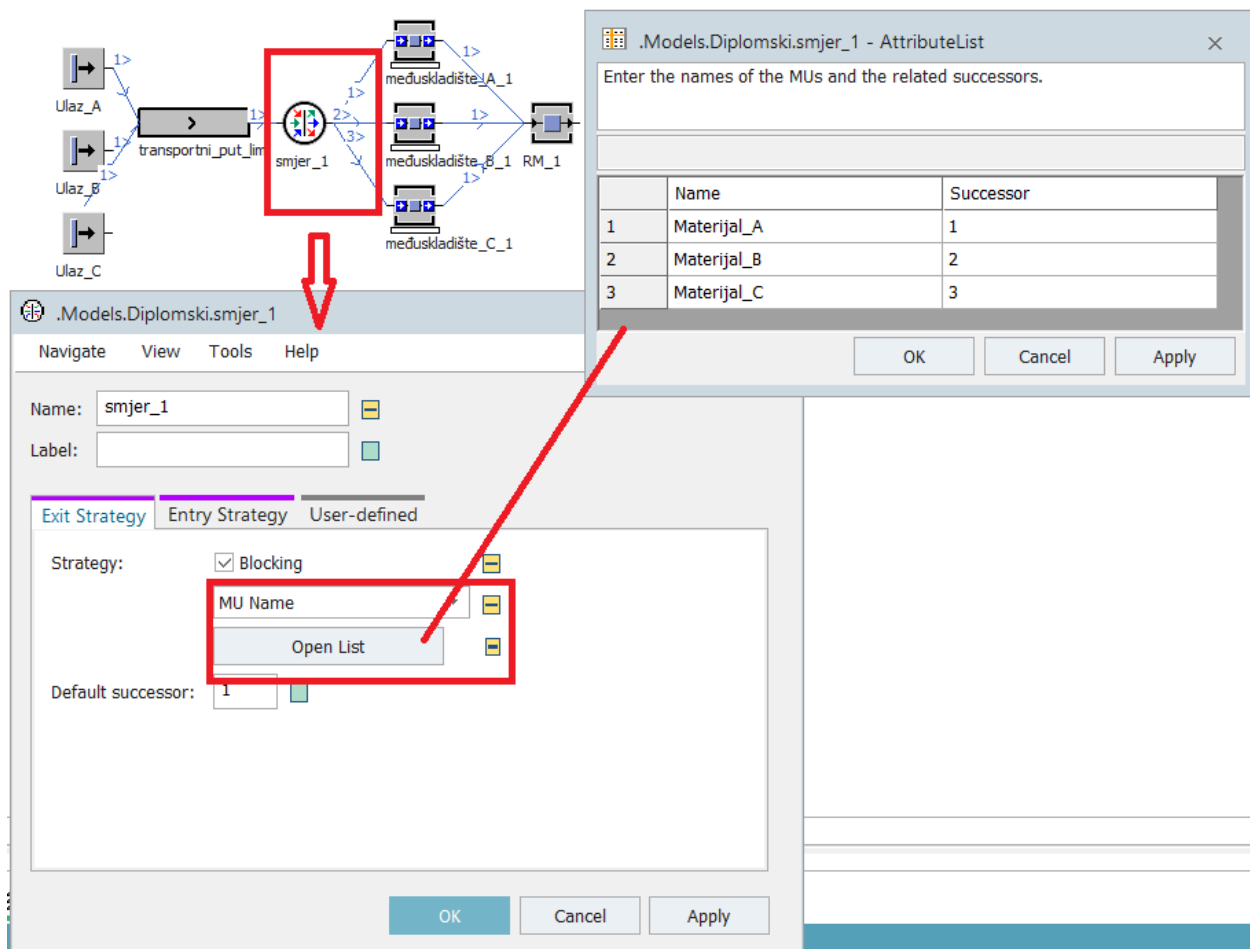 Ulaz_A
Ulaz_B
Ulaz_C
1>
1>
1>
transportni_put_lim
1>
smjer_1
1>
2>
3>
međuskladište_A_1
međuskladište_B_1
međuskladište_C_1
1>
1>
1>
RM_1
.Models.Diplomski.smjer_1 - AttributeList
Enter the names of the MUs and the related successors.
Name Successor
1 Materijal_A 1
2 Materijal_B 2
3 Materijal_C 3
OK Cancel Apply
.Models.Diplomski.smjer_1
Navigate View Tools Help
Name: smjer_1
Label:
Exit Strategy Entry Strategy User-defined
Strategy: Blocking
MU Name
Open List
Default successor: 1
OK Cancel Apply